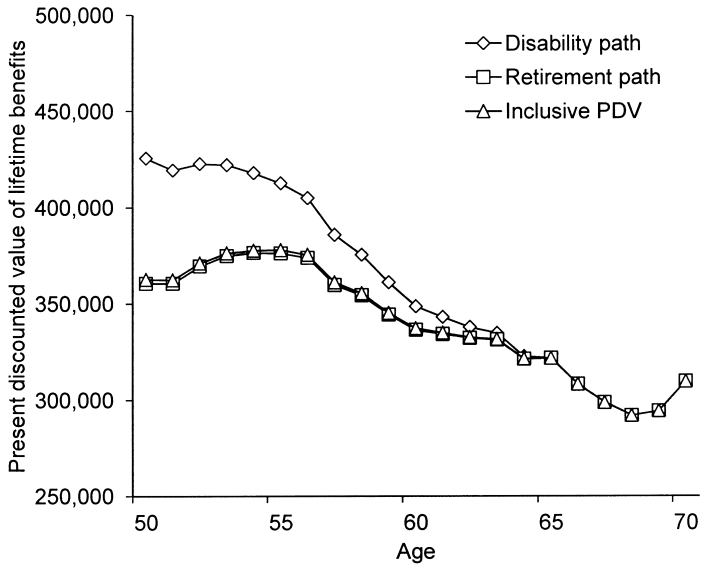 Present discounted value of lifetime benefits
500,000
450,000
400,000
350,000
300,000
250,000
50
55
60
65
70
Age
Disability path
Retirement path
Inclusive PDV